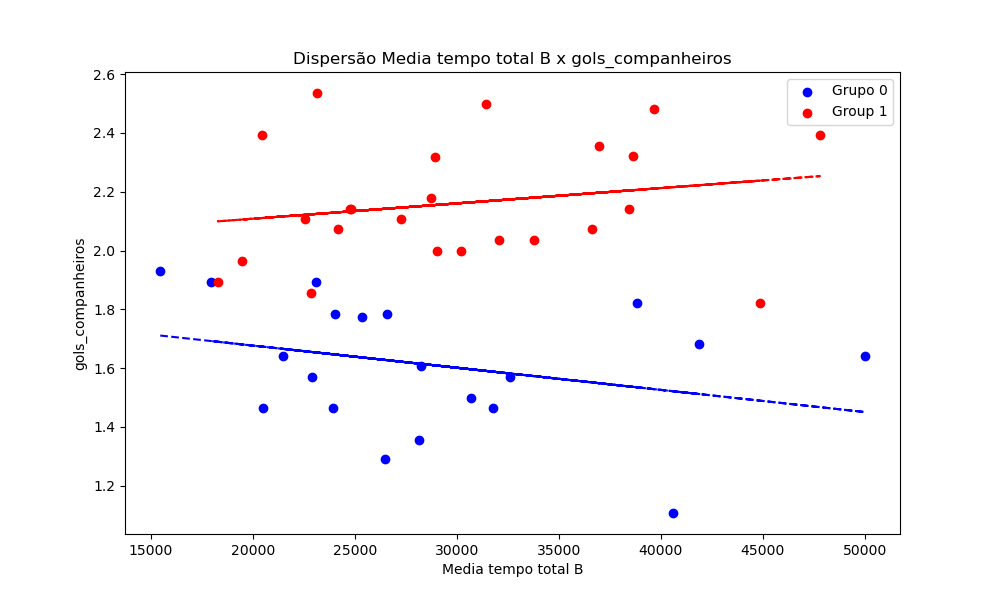 Dispersão Media tempo total B x gols_companheiros
Grupo 0
Group 1
gols_companheiros
2.6
2.4
2.2
2.0
1.8
1.6
1.4
1.2
15000 20000 25000 30000 35000 40000 45000 50000
Media tempo total B